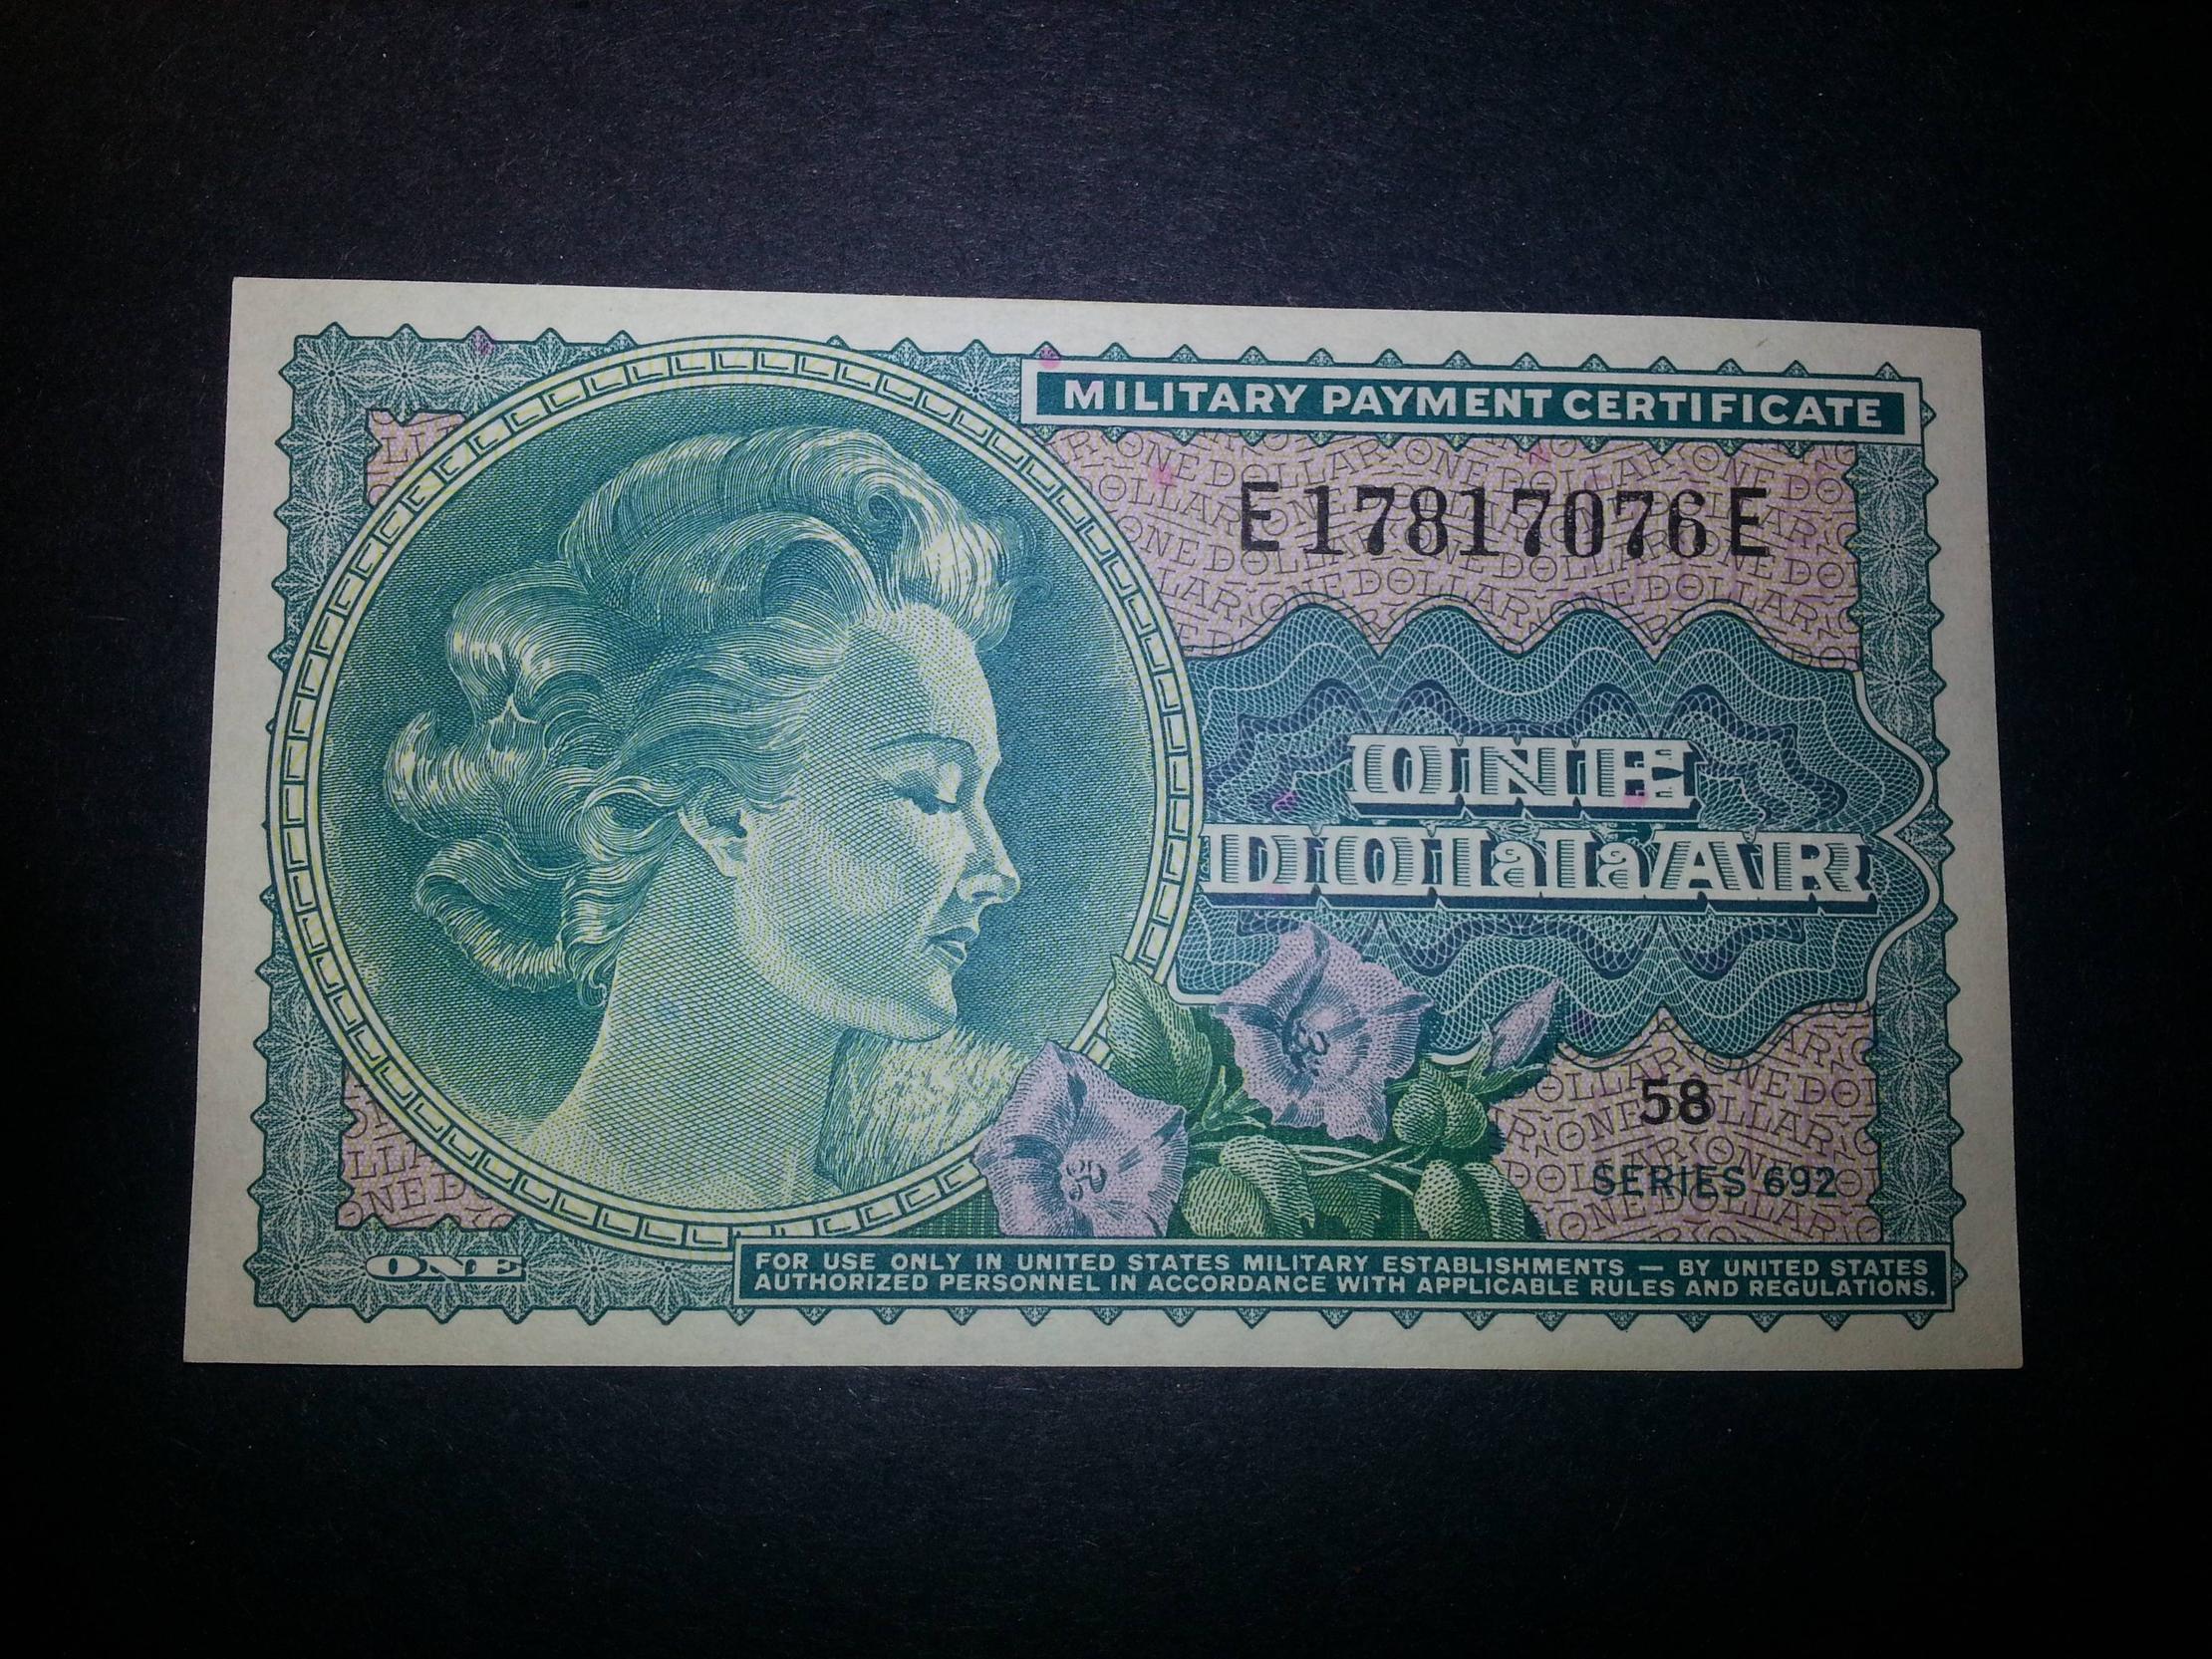 MILITARY PAYMENT CERTIFICATE
E17817076E
ONE
DOLLAR
58
SERIES 692
ONE
FOR USE ONLY IN UNITED STATES MILITARY ESTABLISHMENTS — BY UNITED STATES
AUTHORIZED PERSONNEL IN ACCORDANCE WITH APPLICABLE RULES AND REGULATIONS.